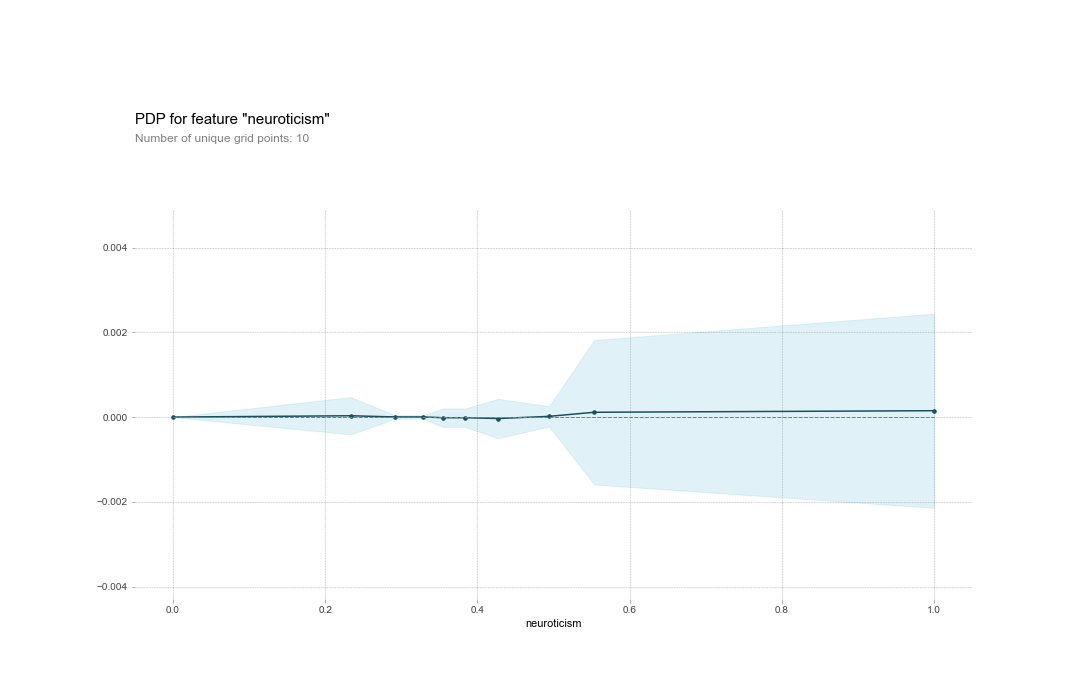 PDP for feature "neuroticism"
Number of unique grid points: 10
0.004
0.002
0.000
−0.002
−0.004
0.0 0.2 0.4 0.6 0.8 1.0
neuroticism